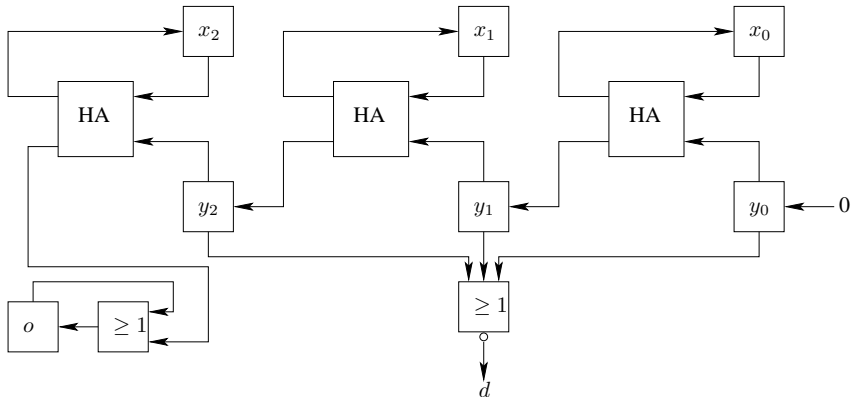 x₂ x₁ x₀
HA HA HA
y₂ y₁ y₀ 0
o ≥ 1 ≥ 1
d